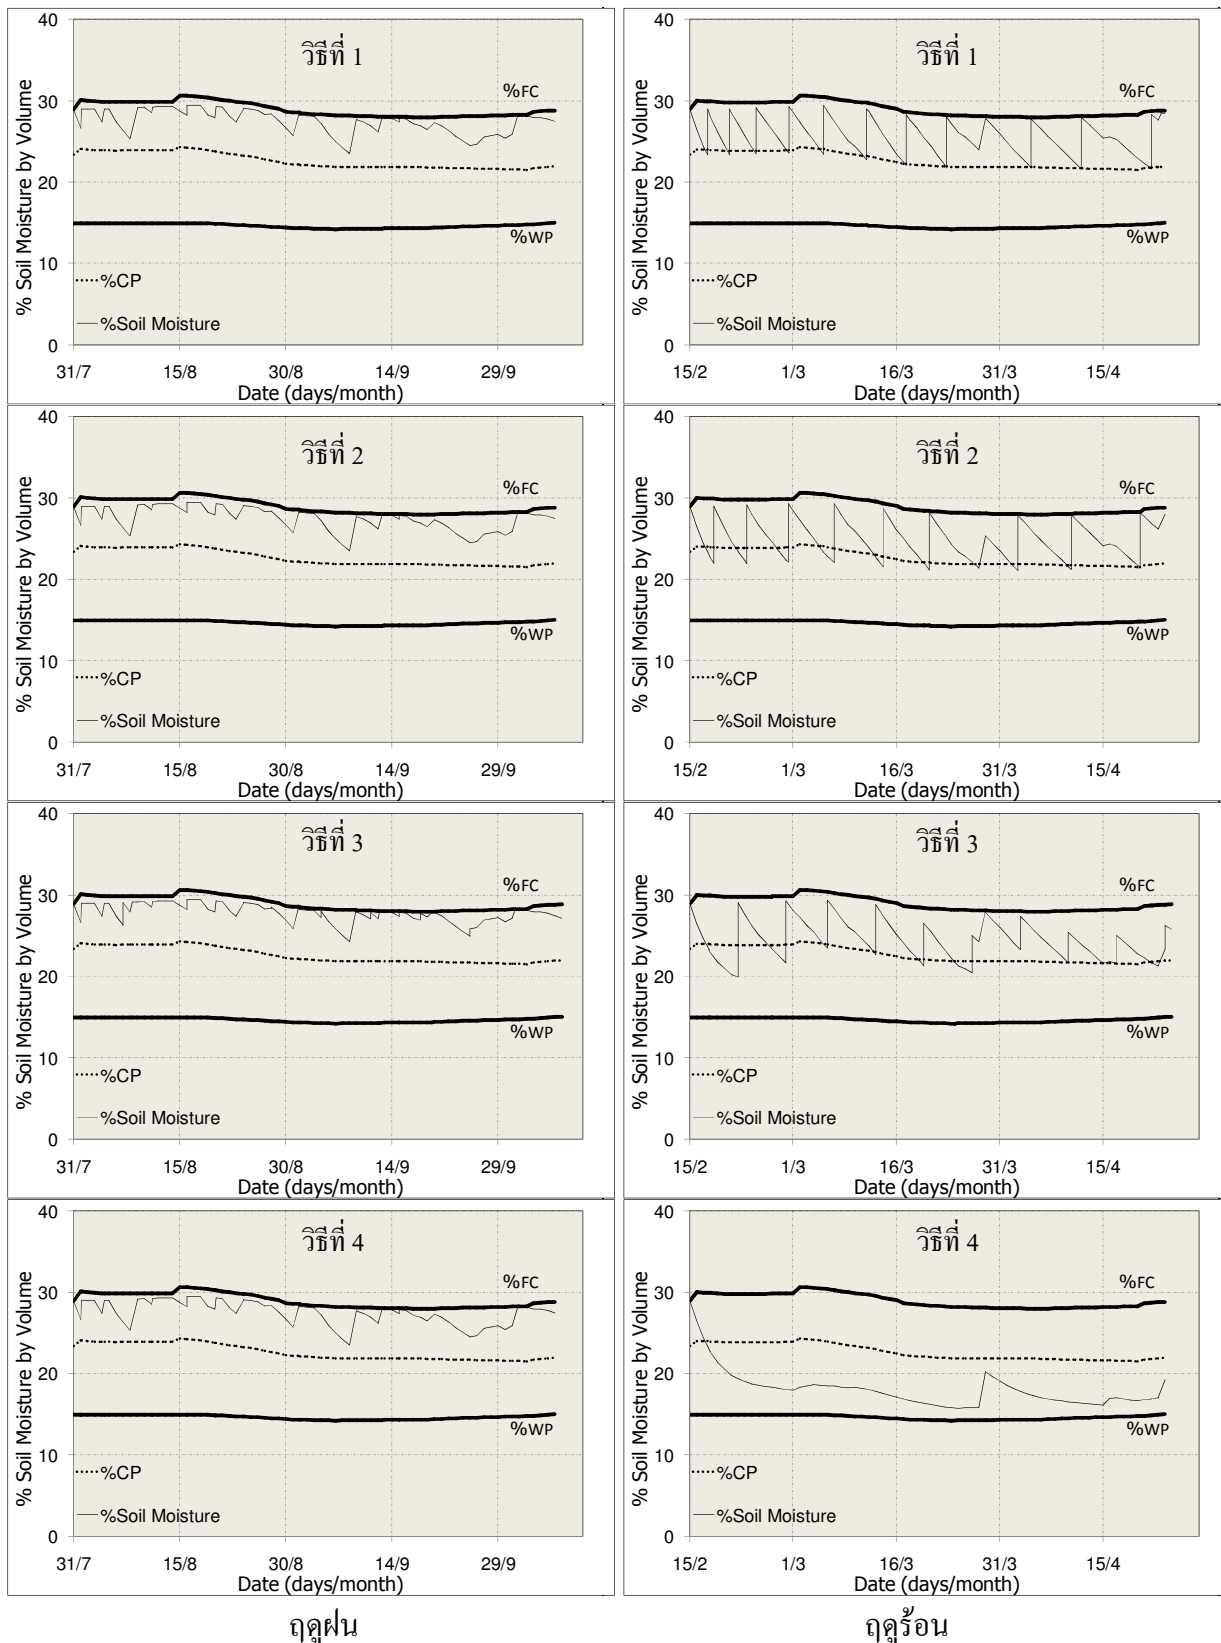 วิธีที่ 1
40
30
20
10
0
% Soil Moisture by Volume
%FC
%WP
%CP
%Soil Moisture
31/7 15/8 30/8 14/9 29/9
Date (days/month)
วิธีที่ 1
40
30
20
10
0
% Soil Moisture by Volume
%FC
%WP
%CP
%Soil Moisture
15/2 1/3 16/3 31/3 15/4
Date (days/month)
วิธีที่ 2
40
30
20
10
0
% Soil Moisture by Volume
%FC
%WP
%CP
%Soil Moisture
31/7 15/8 30/8 14/9 29/9
Date (days/month)
วิธีที่ 2
40
30
20
10
0
% Soil Moisture by Volume
%FC
%WP
%CP
%Soil Moisture
15/2 1/3 16/3 31/3 15/4
Date (days/month)
วิธีที่ 3
40
30
20
10
0
% Soil Moisture by Volume
%FC
%WP
%CP
%Soil Moisture
31/7 15/8 30/8 14/9 29/9
Date (days/month)
วิธีที่ 3
40
30
20
10
0
% Soil Moisture by Volume
%FC
%WP
%CP
%Soil Moisture
15/2 1/3 16/3 31/3 15/4
Date (days/month)
วิธีที่ 4
40
30
20
10
0
% Soil Moisture by Volume
%FC
%WP
%CP
%Soil Moisture
31/7 15/8 30/8 14/9 29/9
Date (days/month)
วิธีที่ 4
40
30
20
10
0
% Soil Moisture by Volume
%FC
%WP
%CP
%Soil Moisture
15/2 1/3 16/3 31/3 15/4
Date (days/month)
ฤดูฝน
ฤดูร้อน